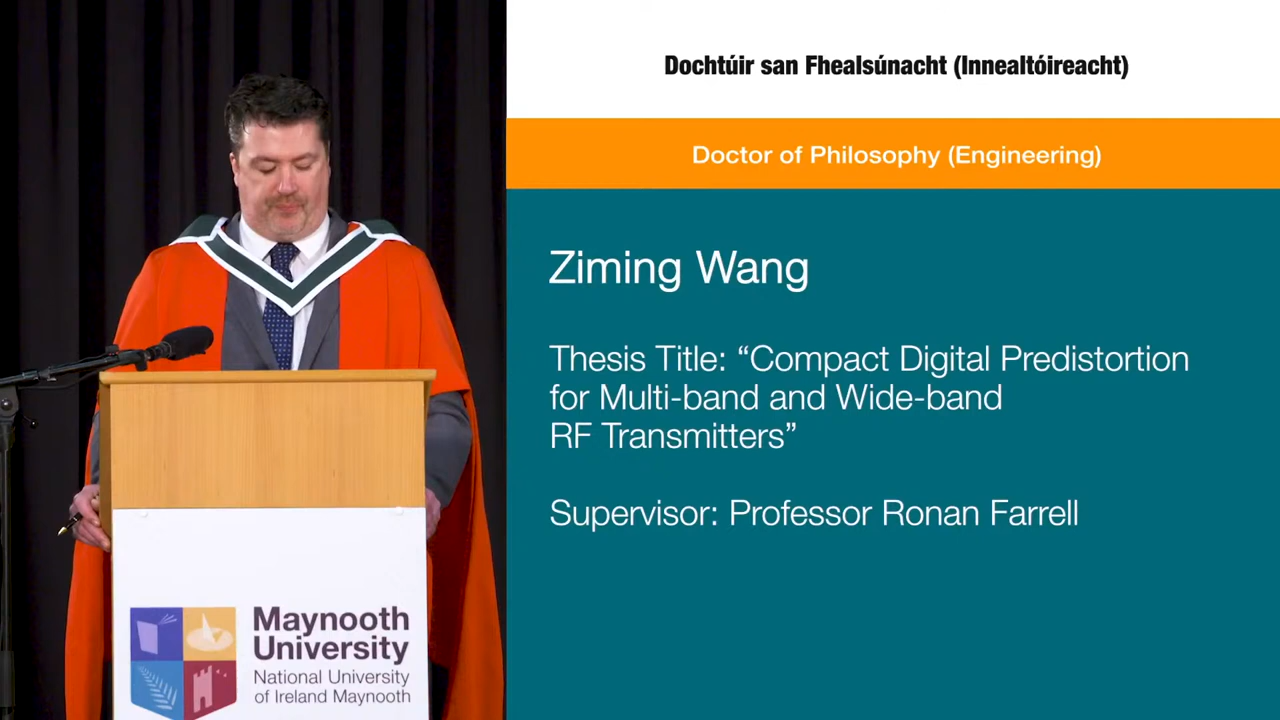 Dochtúir san Fhealsúnacht (Innealtóireacht)
Doctor of Philosophy (Engineering)
Ziming Wang
Thesis Title: “Compact Digital Predistortion
for Multi-band and Wide-band
RF Transmitters”
Supervisor: Professor Ronan Farrell
Maynooth
University
National University
of Ireland Maynooth